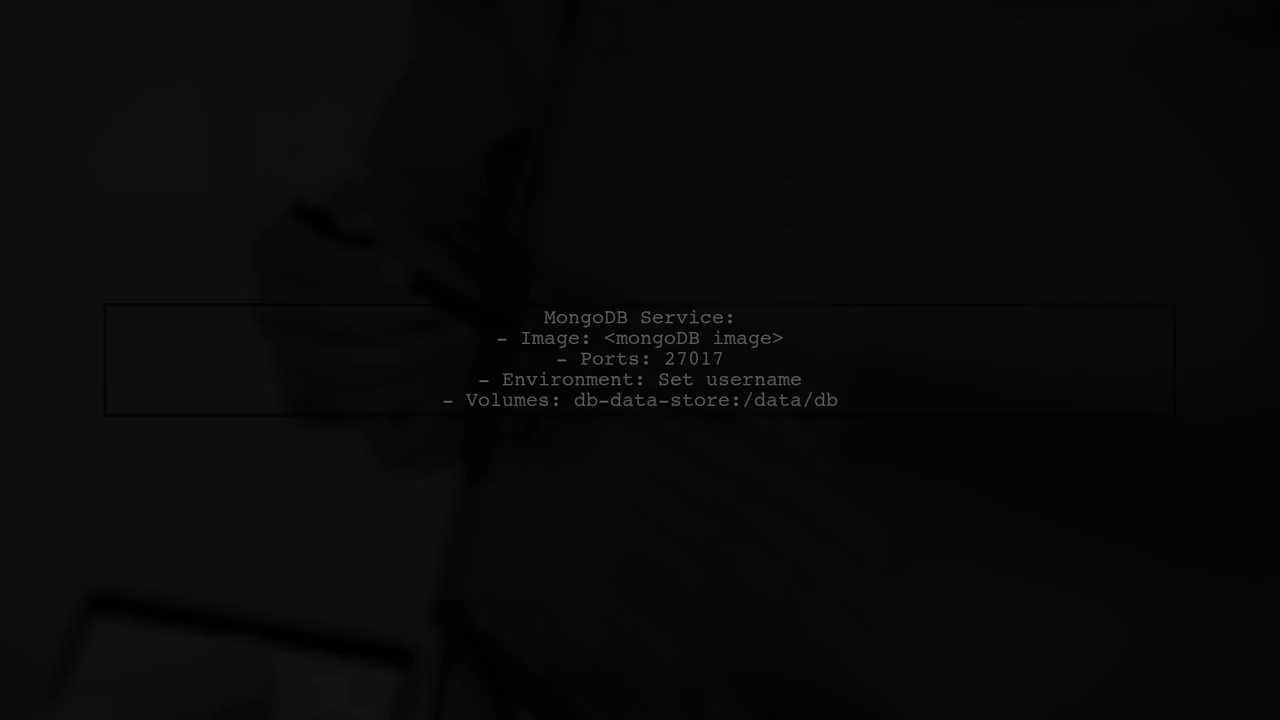 MongoDB Service:
- Image: <mongoDB image>
- Ports: 27017
- Environment: Set username
- Volumes: db-data-store:/data/db